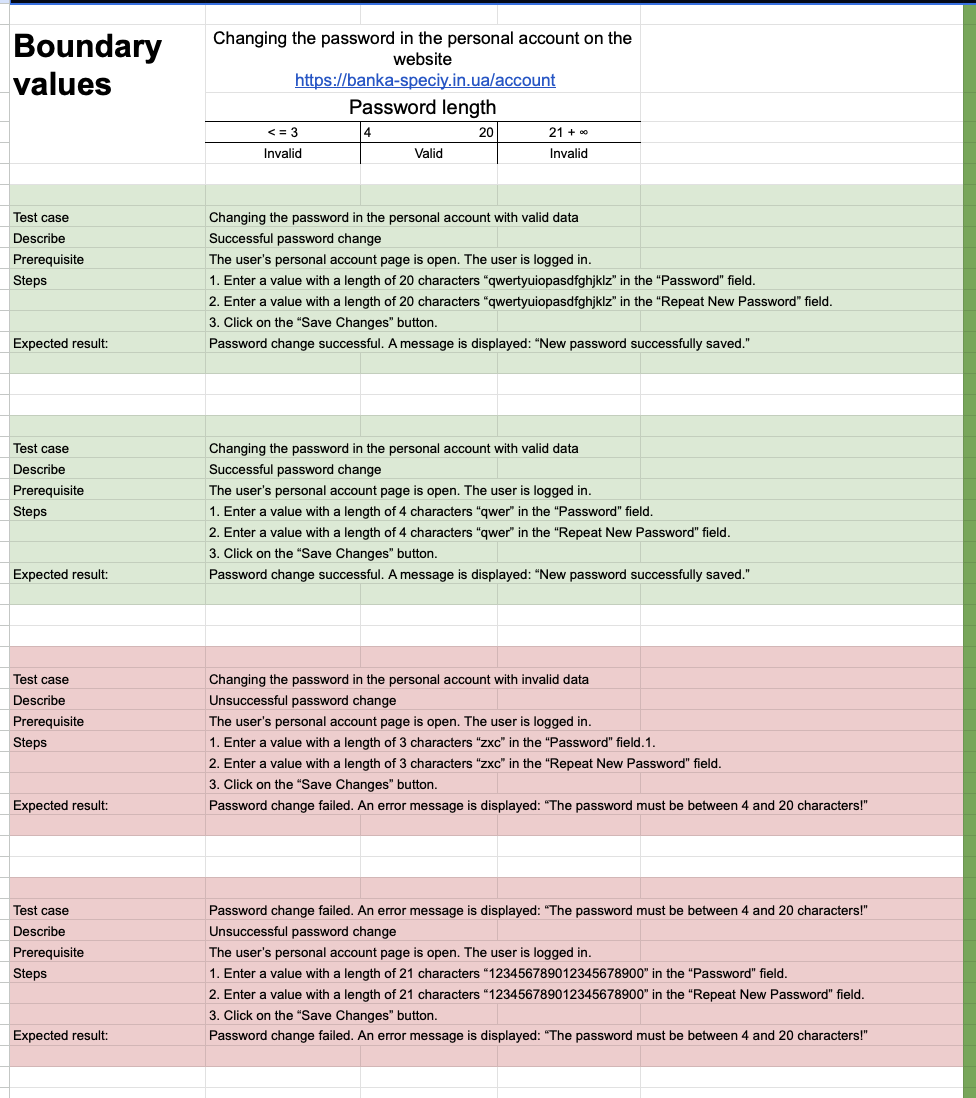 Boundary
values
Changing the password in the personal account on the
website
https://banka-speciy.in.ua/account
Password length
< = 3 4 20 21 + ∞
Invalid Valid Invalid
Test case Changing the password in the personal account with valid data
Describe Successful password change
Prerequisite The user’s personal account page is open. The user is logged in.
Steps 1. Enter a value with a length of 20 characters “qwertyuiopasdfghjklz” in the “Password” field.
2. Enter a value with a length of 20 characters “qwertyuiopasdfghjklz” in the “Repeat New Password” field.
3. Click on the “Save Changes” button.
Expected result: Password change successful. A message is displayed: “New password successfully saved.”
Test case Changing the password in the personal account with valid data
Describe Successful password change
Prerequisite The user’s personal account page is open. The user is logged in.
Steps 1. Enter a value with a length of 4 characters “qwer” in the “Password” field.
2. Enter a value with a length of 4 characters “qwer” in the “Repeat New Password” field.
3. Click on the “Save Changes” button.
Expected result: Password change successful. A message is displayed: “New password successfully saved.”
Test case Changing the password in the personal account with invalid data
Describe Unsuccessful password change
Prerequisite The user’s personal account page is open. The user is logged in.
Steps 1. Enter a value with a length of 3 characters “zxc” in the “Password” field.1.
2. Enter a value with a length of 3 characters “zxc” in the “Repeat New Password” field.
3. Click on the “Save Changes” button.
Expected result: Password change failed. An error message is displayed: “The password must be between 4 and 20 characters!”
Test case Password change failed. An error message is displayed: “The password must be between 4 and 20 characters!”
Describe Unsuccessful password change
Prerequisite The user’s personal account page is open. The user is logged in.
Steps 1. Enter a value with a length of 21 characters “123456789012345678900” in the “Password” field.
2. Enter a value with a length of 21 characters “123456789012345678900” in the “Repeat New Password” field.
3. Click on the “Save Changes” button.
Expected result: Password change failed. An error message is displayed: “The password must be between 4 and 20 characters!”